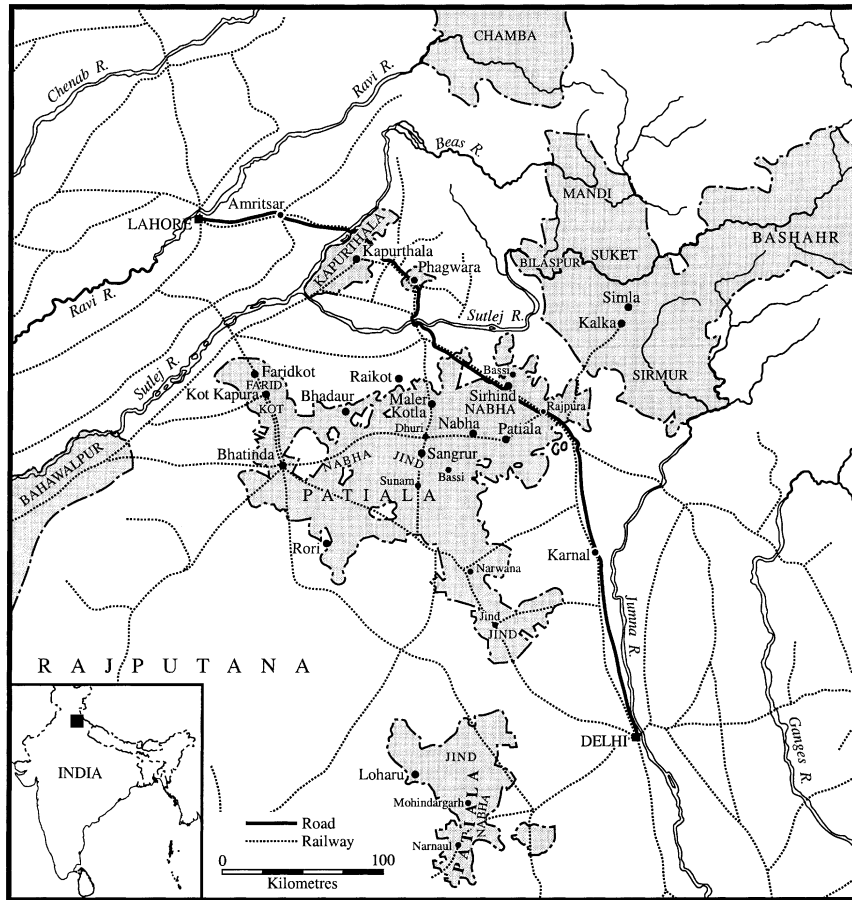 CHAMBA
Chenab R.
Ravi R.
Beas R.
MANDI
Amritsar
LAHORE
KAPURTHALA
Kapurthala
BASHAHR
SUKET
BILASPUR
Phagwara
Simla
Ravi R.
Sutlej R.
Kalka
Sutlej R.
Faridkot
Raikot
Bassi
SIRMUR
FARID
KOT
Kot Kapura
Bhadaur
Maler
Kotla
Sirhind
NABHA
Rajpura
Dhuri
Nabha
Patiala
BAHAWALPUR
Bhatinda
NABHA
JIND
Sangrur
Bassi
Sunam
PATIALA
Rori
Karnal
Narwana
Jumna R.
Jind
JIND
RAJPUTANA
INDIA
DELHI
Ganges R.
JIND
Loharu
Mohindargarh
PATIALA
NABHA
Narnaul
Road
Railway
0 100
Kilometres